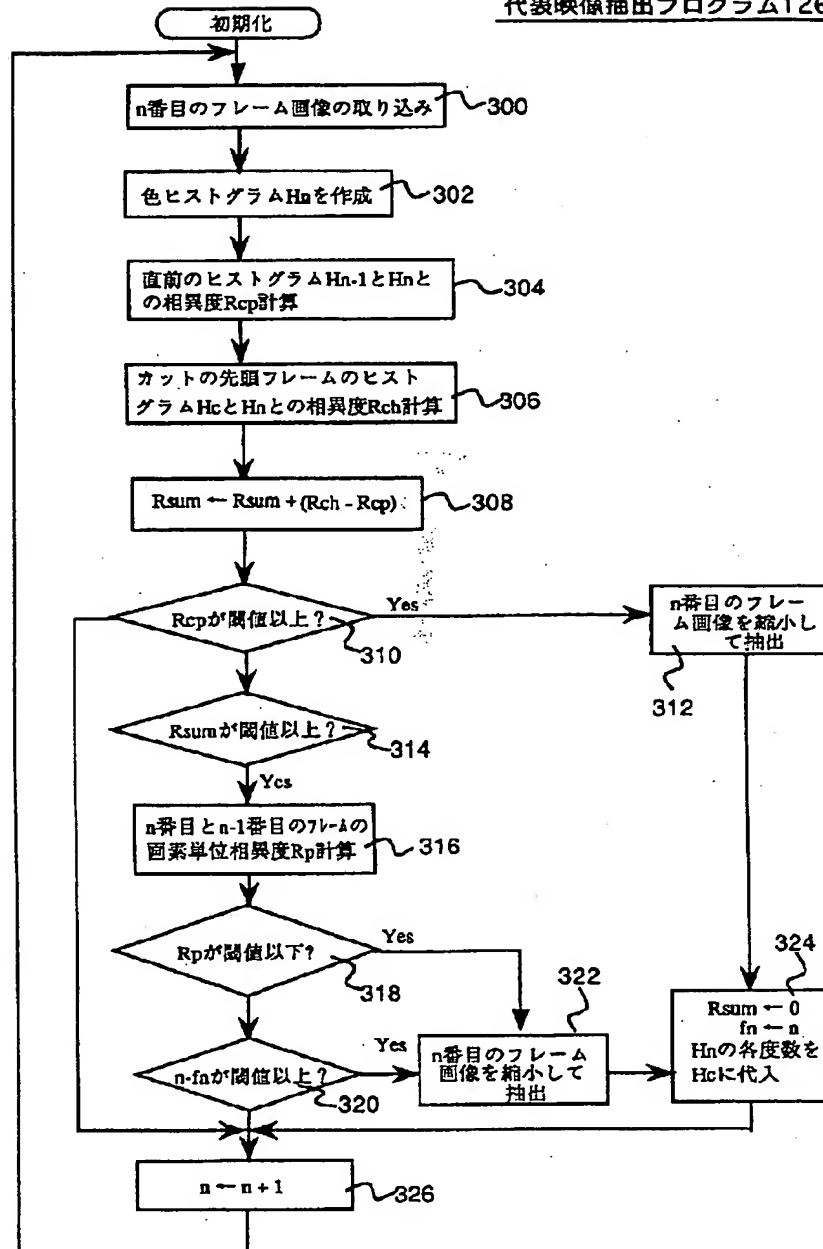 代装映像抽出プログラム126
初期化
n番目のフレーム画像の取り込み
300
色ヒストグラムHnを作成
302
直前のヒストグラムHn-1とHnと
の相異度Rcp計算
304
カットの先頭フレームのヒスト
グラムHcとHnとの相異度Rch計算
306
Rsum ← Rsum + (Rch - Rcp)
308
Rcpが閾値以上?
310
Yes
n番目のフレー
ム画像を縮小し
て抽出
312
Rsumが閾値以上?
314
Yes
n番目とn-1番目のフレームの
画素単位相異度Rp計算
316
Rpが閾値以下?
318
Yes
322
324
n-fnが閾値以上?
320
Yes
n番目のフレーム
画像を縮小して
抽出
Rsum ← 0
fn ← n
Hnの各度数を
Hcに代入
n ← n + 1
326